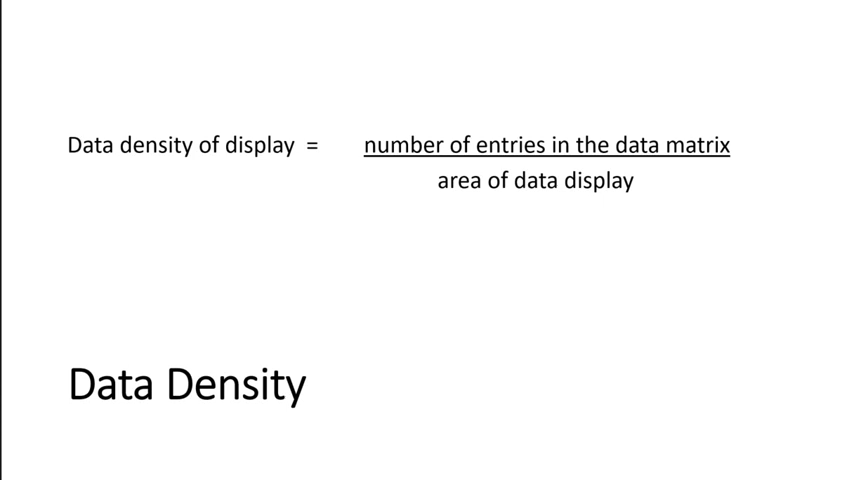 Data density of display = number of entries in the data matrix
area of data display
Data Density